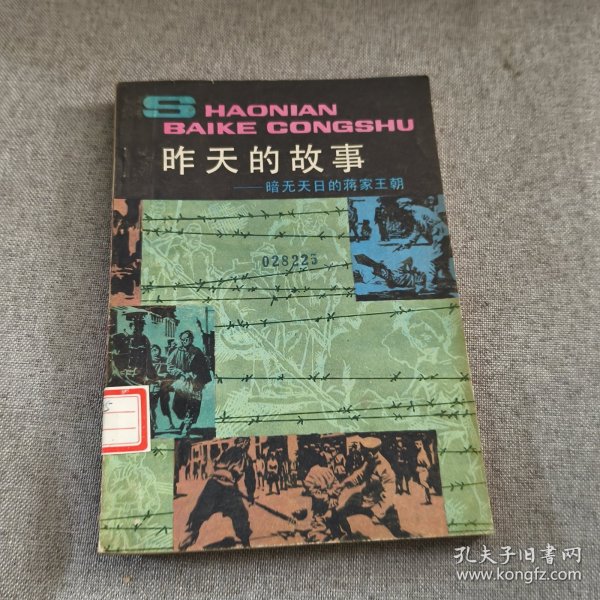 SHAONIAN
BAIKE CONGSHU
昨天的故事
——暗无天日的蒋家王朝
028225
5
孔夫子旧书网
www.kongfz.com